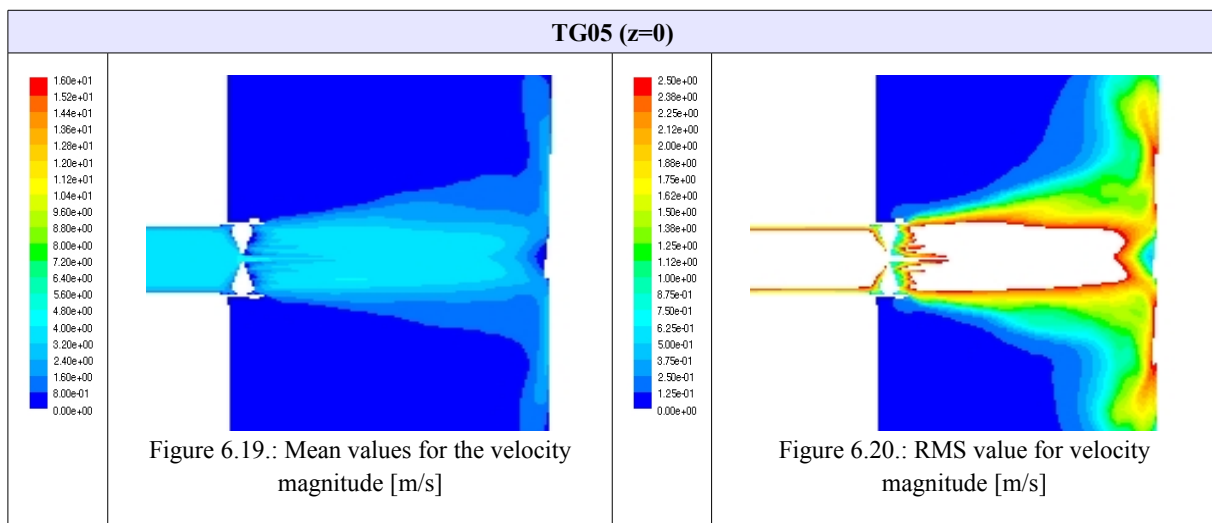 TG05 (z=0)
1.60e+01
1.52e+01
1.44e+01
1.36e+01
1.28e+01
1.20e+01
1.12e+01
1.04e+01
9.60e+00
8.80e+00
8.00e+00
7.20e+00
6.40e+00
5.60e+00
4.80e+00
4.00e+00
3.20e+00
2.40e+00
1.60e+00
8.00e-01
0.00e+00
Figure 6.19.: Mean values for the velocity
magnitude [m/s]
2.50e+00
2.38e+00
2.25e+00
2.12e+00
2.00e+00
1.88e+00
1.75e+00
1.62e+00
1.50e+00
1.38e+00
1.25e+00
1.12e+00
1.00e+00
8.75e-01
7.50e-01
6.25e-01
5.00e-01
3.75e-01
2.50e-01
1.25e-01
0.00e+00
Figure 6.20.: RMS value for velocity
magnitude [m/s]